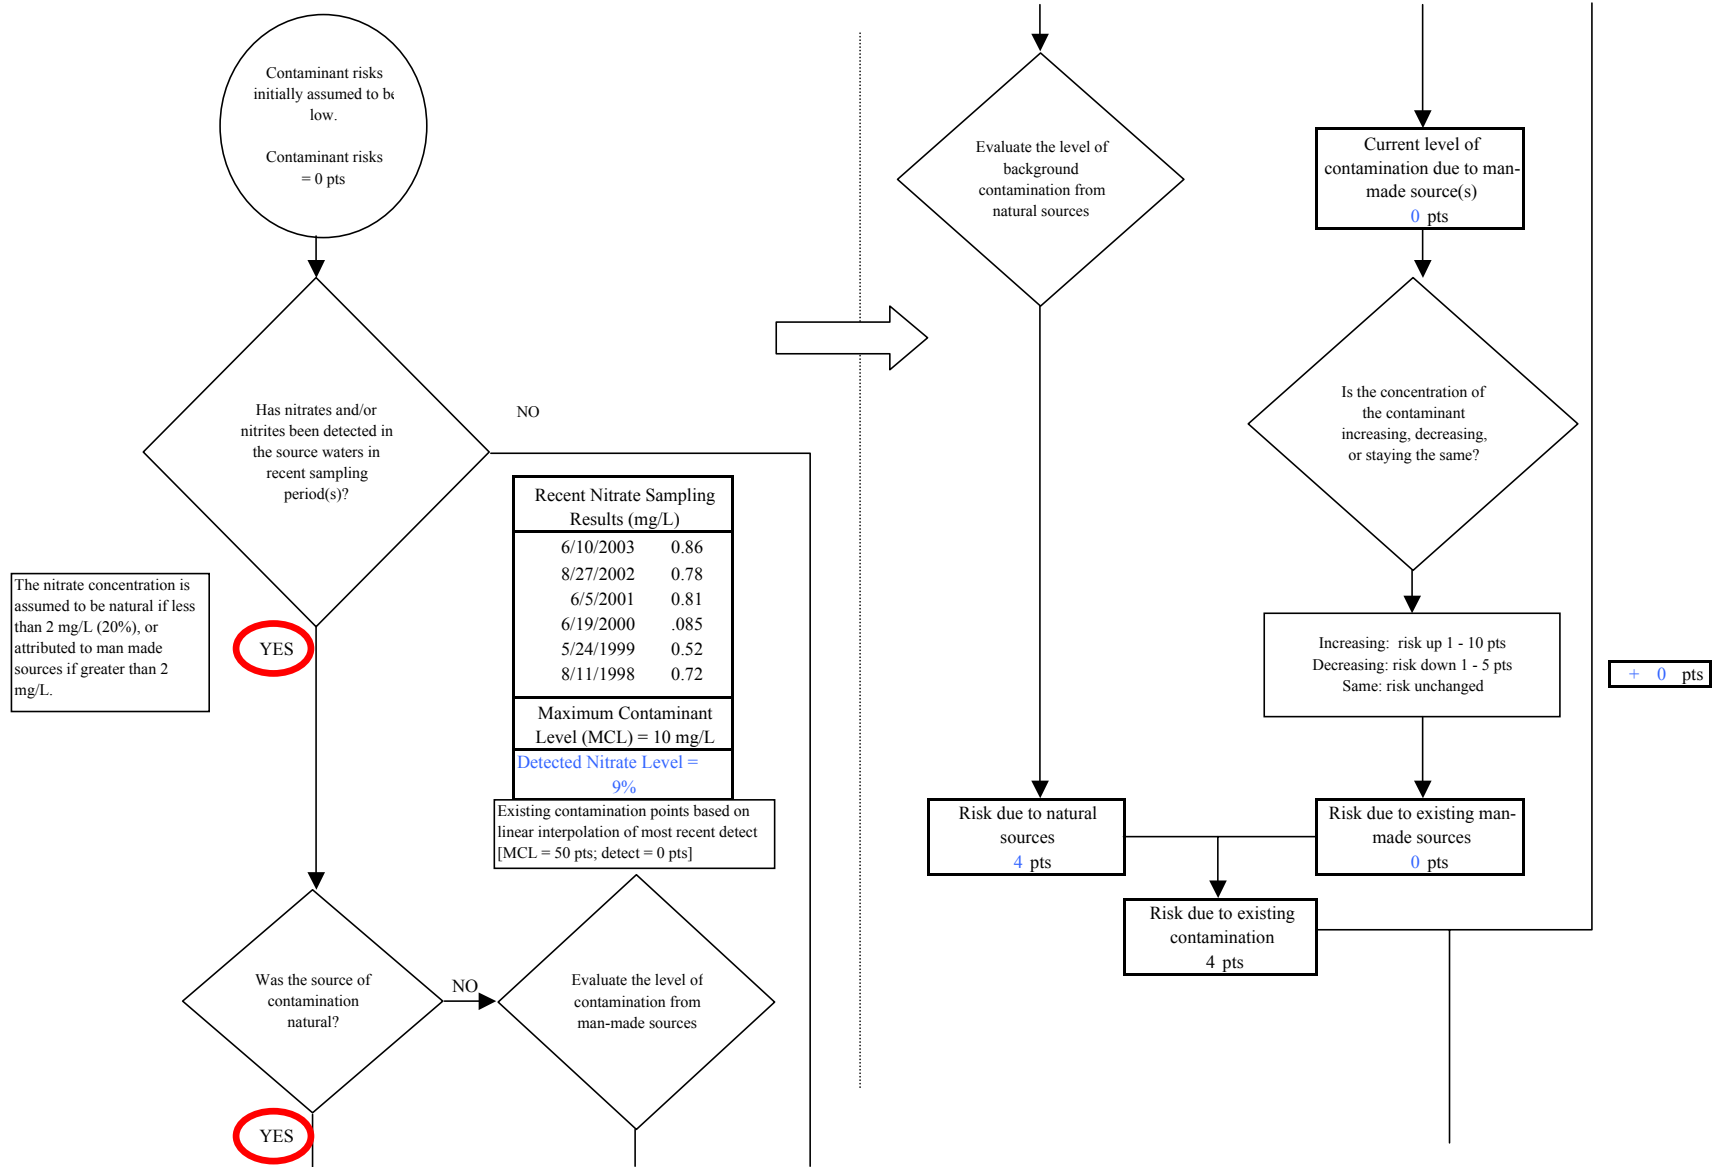 Contaminant risks
initially assumed to be
low.
Contaminant risks
= 0 pts
Has nitrates and/or
nitrites been detected in
the source waters in
recent sampling
period(s)?
NO
The nitrate concentration is
assumed to be natural if less
than 2 mg/L (20%), or
attributed to man made
sources if greater than 2
mg/L.
YES
Recent Nitrate Sampling
Results (mg/L)
6/10/2003 0.86
8/27/2002 0.78
6/5/2001 0.81
6/19/2000 .085
5/24/1999 0.52
8/11/1998 0.72
Maximum Contaminant
Level (MCL) = 10 mg/L
Detected Nitrate Level =
9%
Existing contamination points based on
linear interpolation of most recent detect
[MCL = 50 pts; detect = 0 pts]
Was the source of
contamination
natural?
NO
Evaluate the level of
contamination from
man-made sources
YES
Evaluate the level of
background
contamination from
natural sources
Current level of
contamination due to man-
made source(s)
0 pts
Is the concentration of
the contaminant
increasing, decreasing,
or staying the same?
Increasing: risk up 1 - 10 pts
Decreasing: risk down 1 - 5 pts
Same: risk unchanged
+ 0 pts
Risk due to natural
sources
4 pts
Risk due to existing man-
made sources
0 pts
Risk due to existing
contamination
4 pts